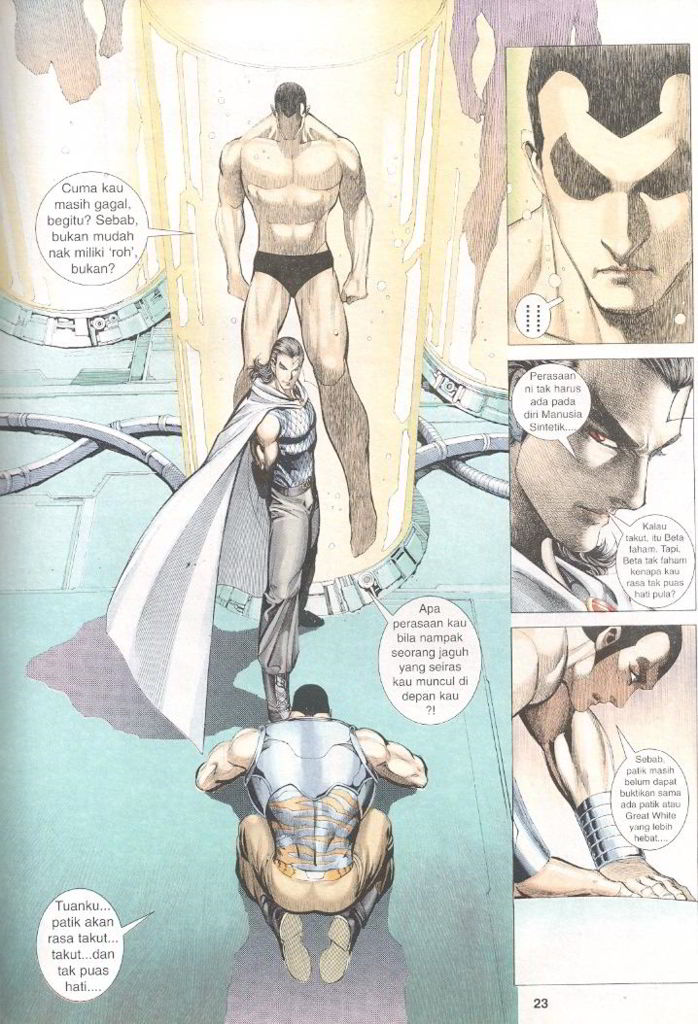 Cuma kau
masih gagal,
begitu? Sebab,
bukan mudah
nak miliki 'roh',
bukan?
Apa
perasaan kau
bila nampak
seorang jaguh
yang seiras
kau muncul di
depan kau
?!
Tuanku...
patik akan
rasa takut...
takut...dan
tak puas
hati....
Perasaan
ni tak harus
ada pada
diri Manusia
Sintetik....
Kalau
takut, itu Beta
faham. Tapi,
Beta tak faham
kenapa kau
rasa tak puas
hati pula?
Sebab,
patik masih
belum dapat
buktikan sama
ada patik atau
Great White
yang lebih
hebat....
23